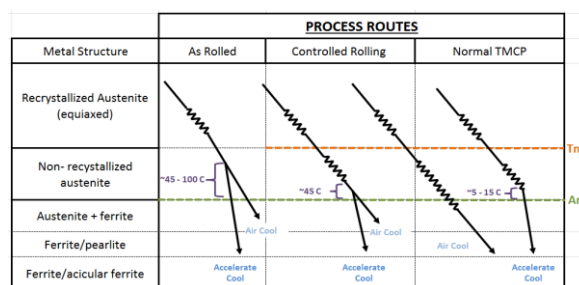 PROCESS ROUTES
Metal Structure
As Rolled
Controlled Rolling
Normal TMCP
Recrystallized Austenite
(equiaxed)
Non- recystallized
austenite
Austenite + ferrite
Ferrite/pearlite
Ferrite/acicular ferrite
~45 - 100 C
~45 C
~5 - 15 C
Air Cool
Air Cool
Air Cool
Accelerate
Cool
Accelerate
Cool
Accelerate
Cool